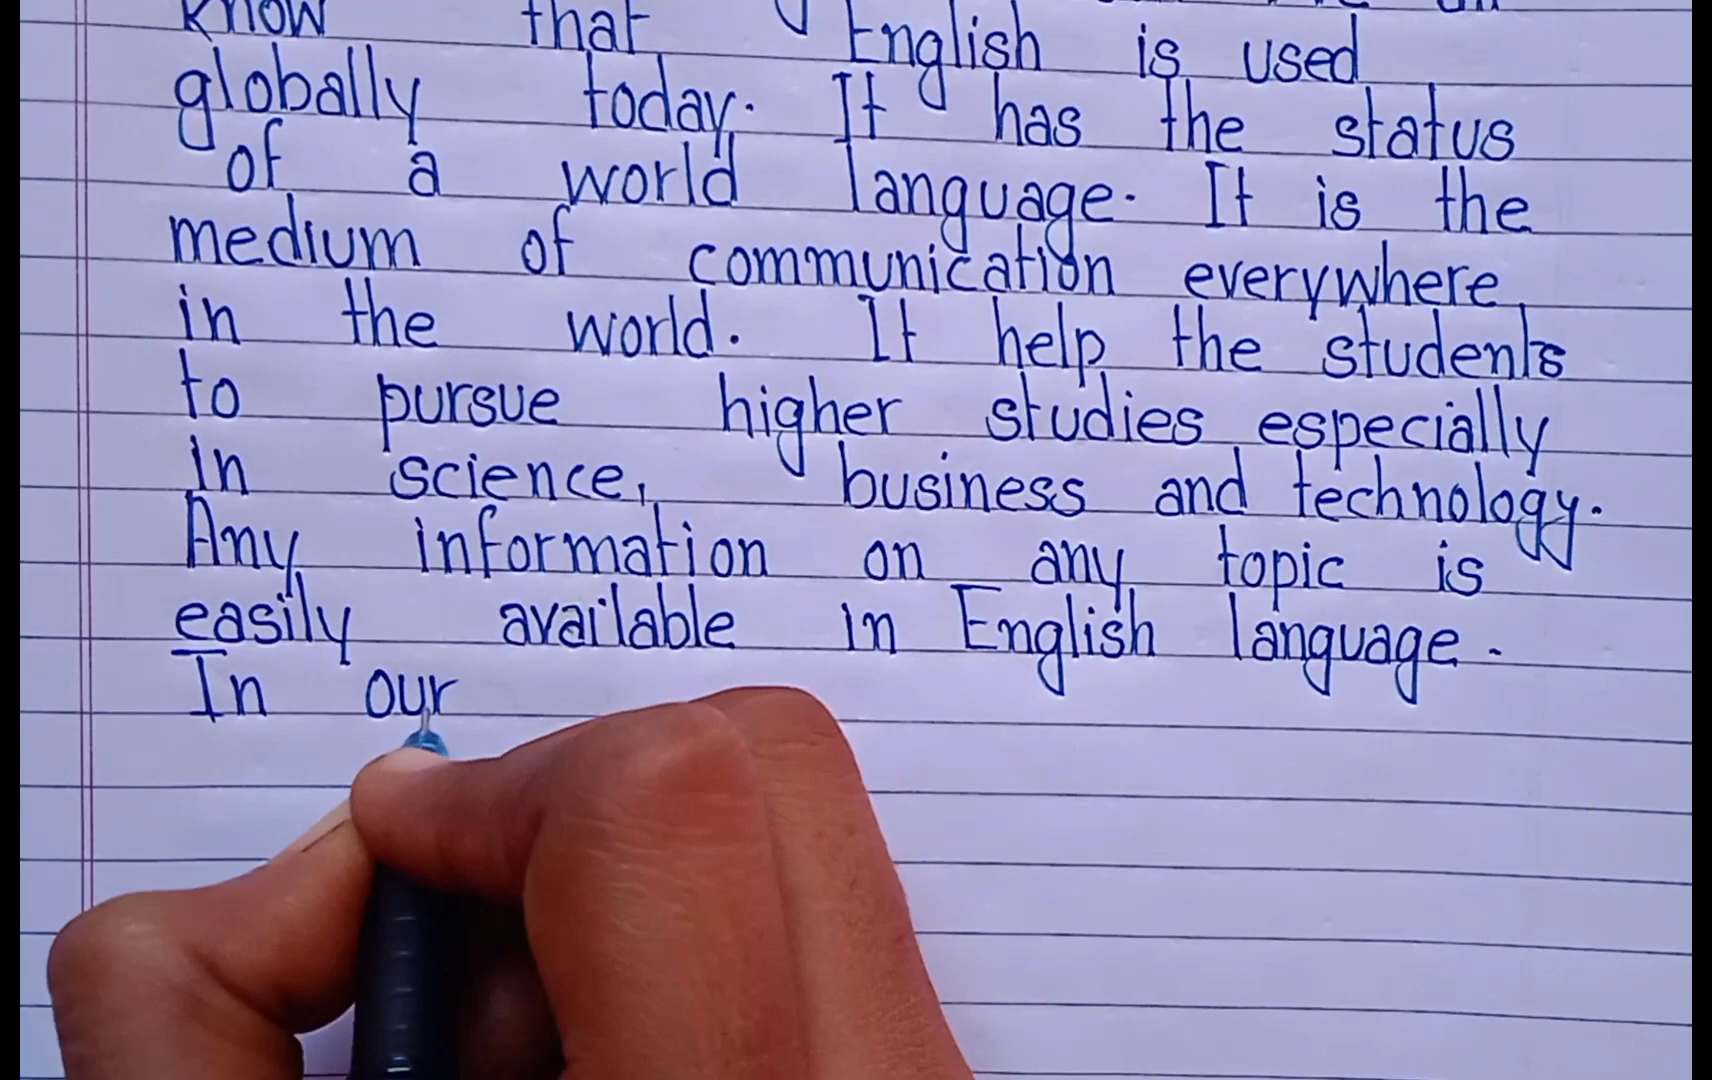 know that English is used
globally today. It has the status
of a world language. It is the
medium of communication everywhere
in the world. It help the students
to pursue higher studies especially
in science, business and technology.
Any information on any topic is
easily available in English language.
In our